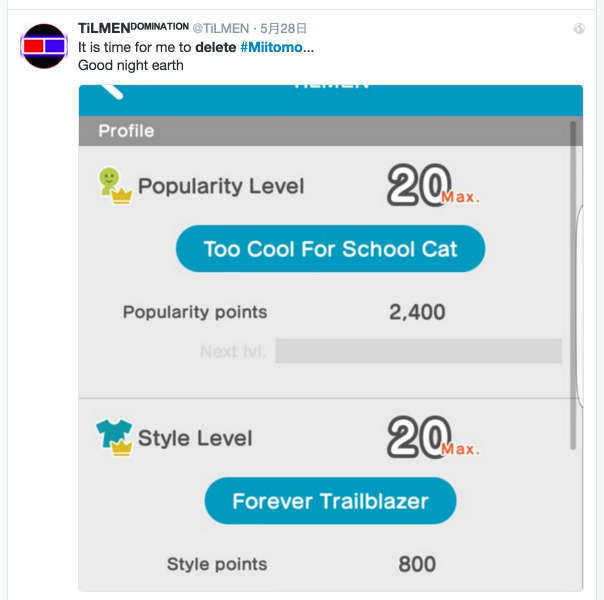 TiLMENᴰᴼᴹᴵᴺᴬᵀᴵᴼᴺ @TiLMEN · 5月28日
It is time for me to delete #Miitomo...
Good night earth
TiLMEN
Profile
Popularity Level 20 Max.
Too Cool For School Cat
Popularity points 2,400
Next lvl.
Style Level 20 Max.
Forever Trailblazer
Style points 800